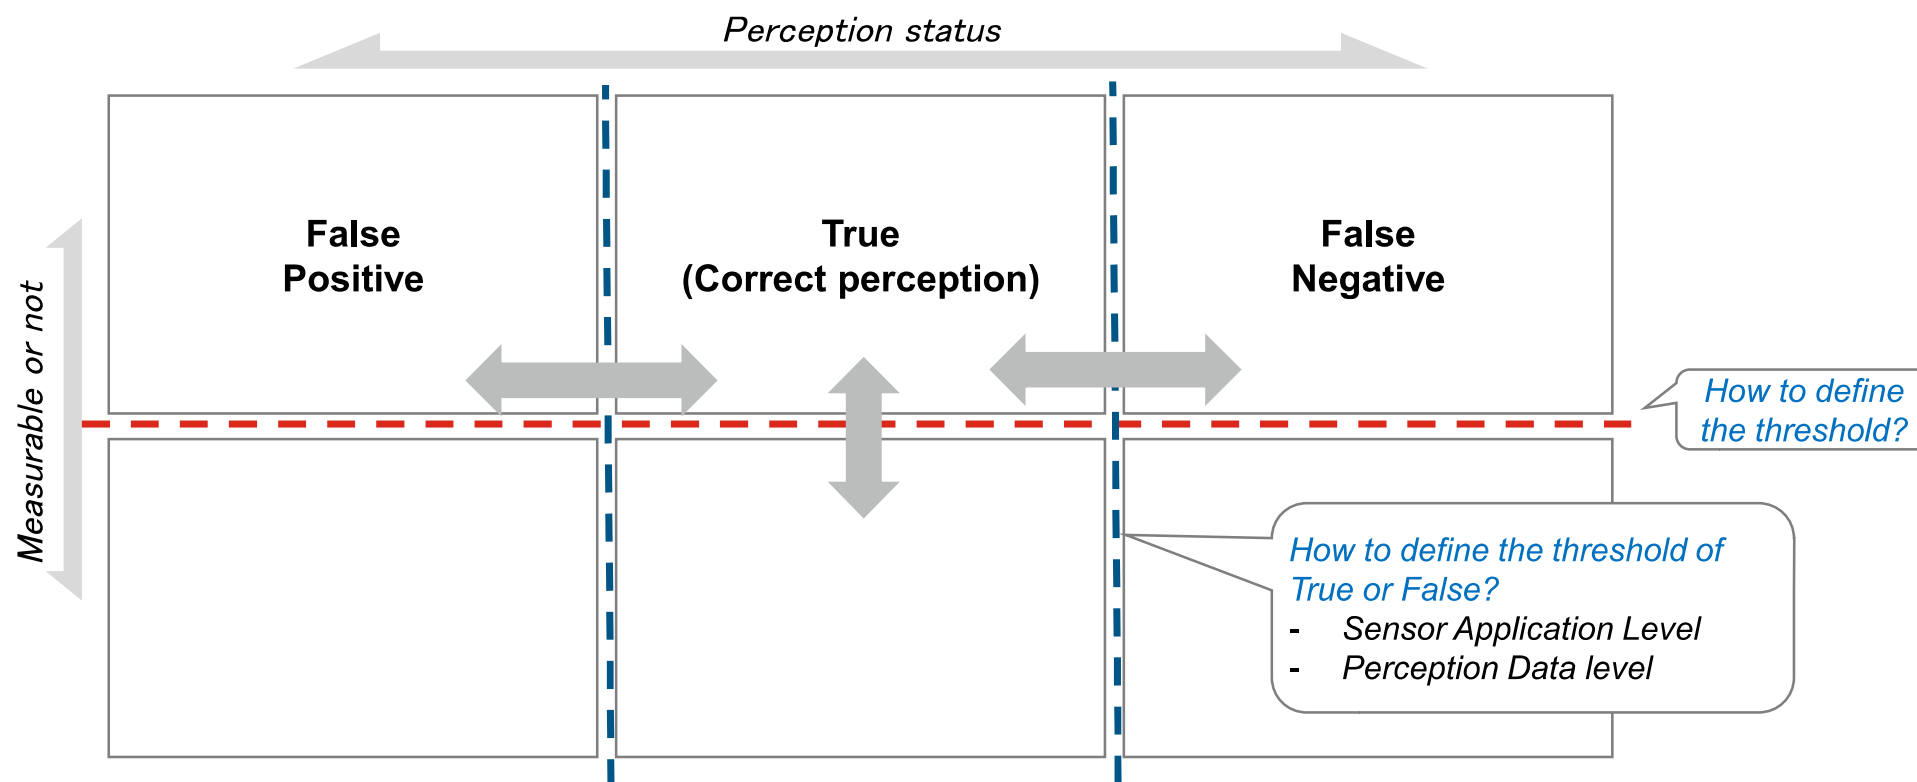 Perception status
False
Positive
True
(Correct perception)
False
Negative
Measurable or not
How to define
the threshold?
How to define the threshold of
True or False?
- Sensor Application Level
- Perception Data level